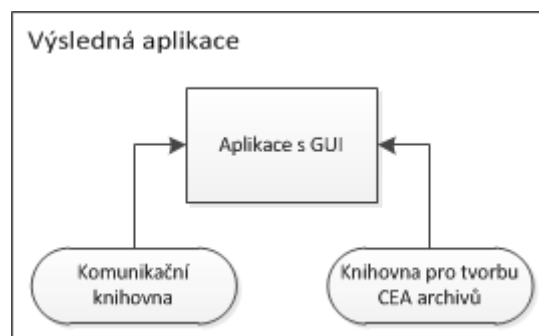 Výsledná aplikace
Aplikace s GUI
Komunikační
knihovna
Knihovna pro tvorbu
CEA archivů